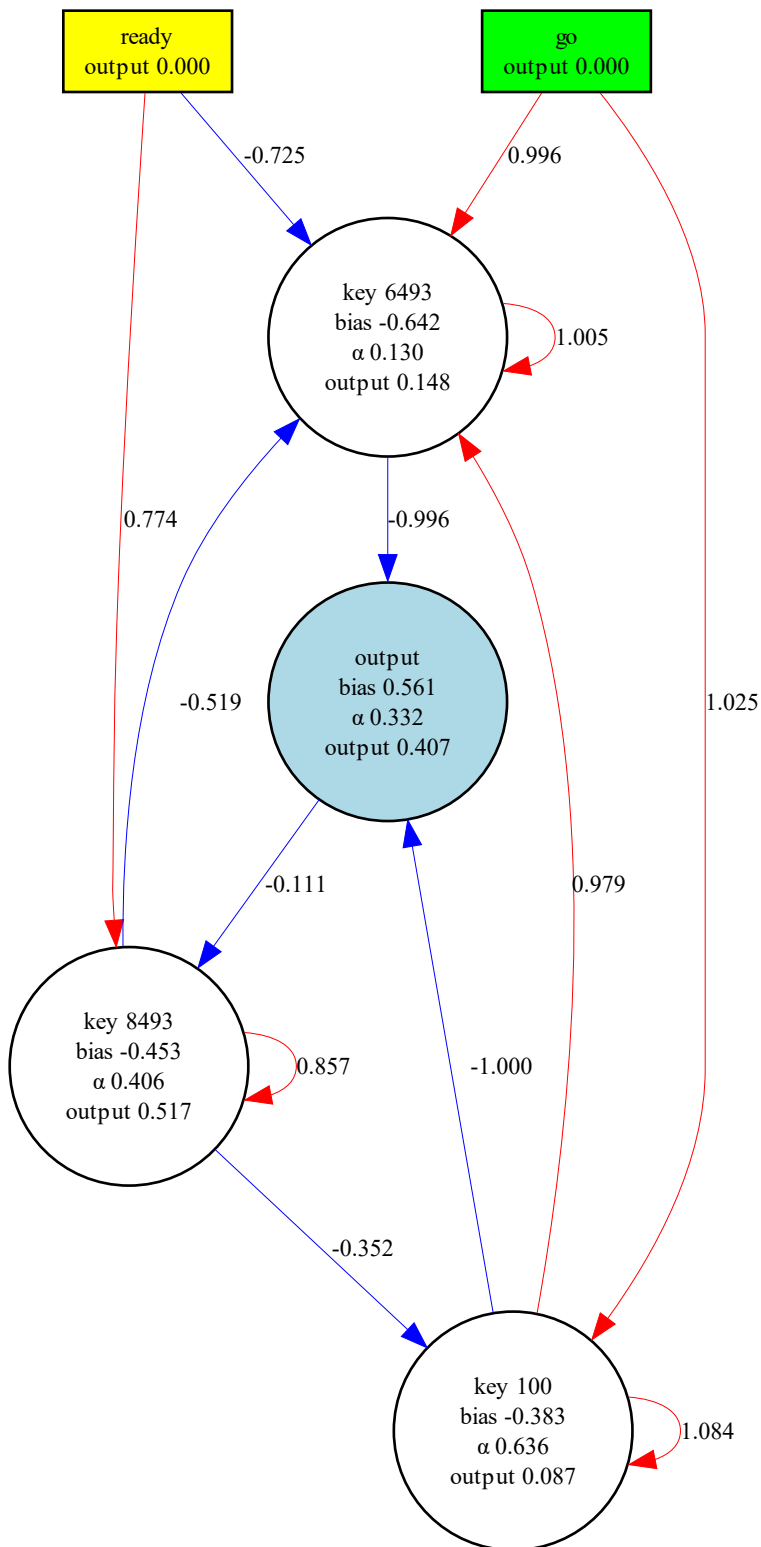 ready
output 0.000
go
output 0.000
-0.725
0.996
key 6493
bias -0.642
α 0.130
output 0.148
1.005
0.774
-0.996
output
bias 0.561
α 0.332
output 0.407
-0.519
1.025
-0.111
0.979
key 8493
bias -0.453
α 0.406
output 0.517
0.857
-1.000
-0.352
key 100
bias -0.383
α 0.636
output 0.087
1.084